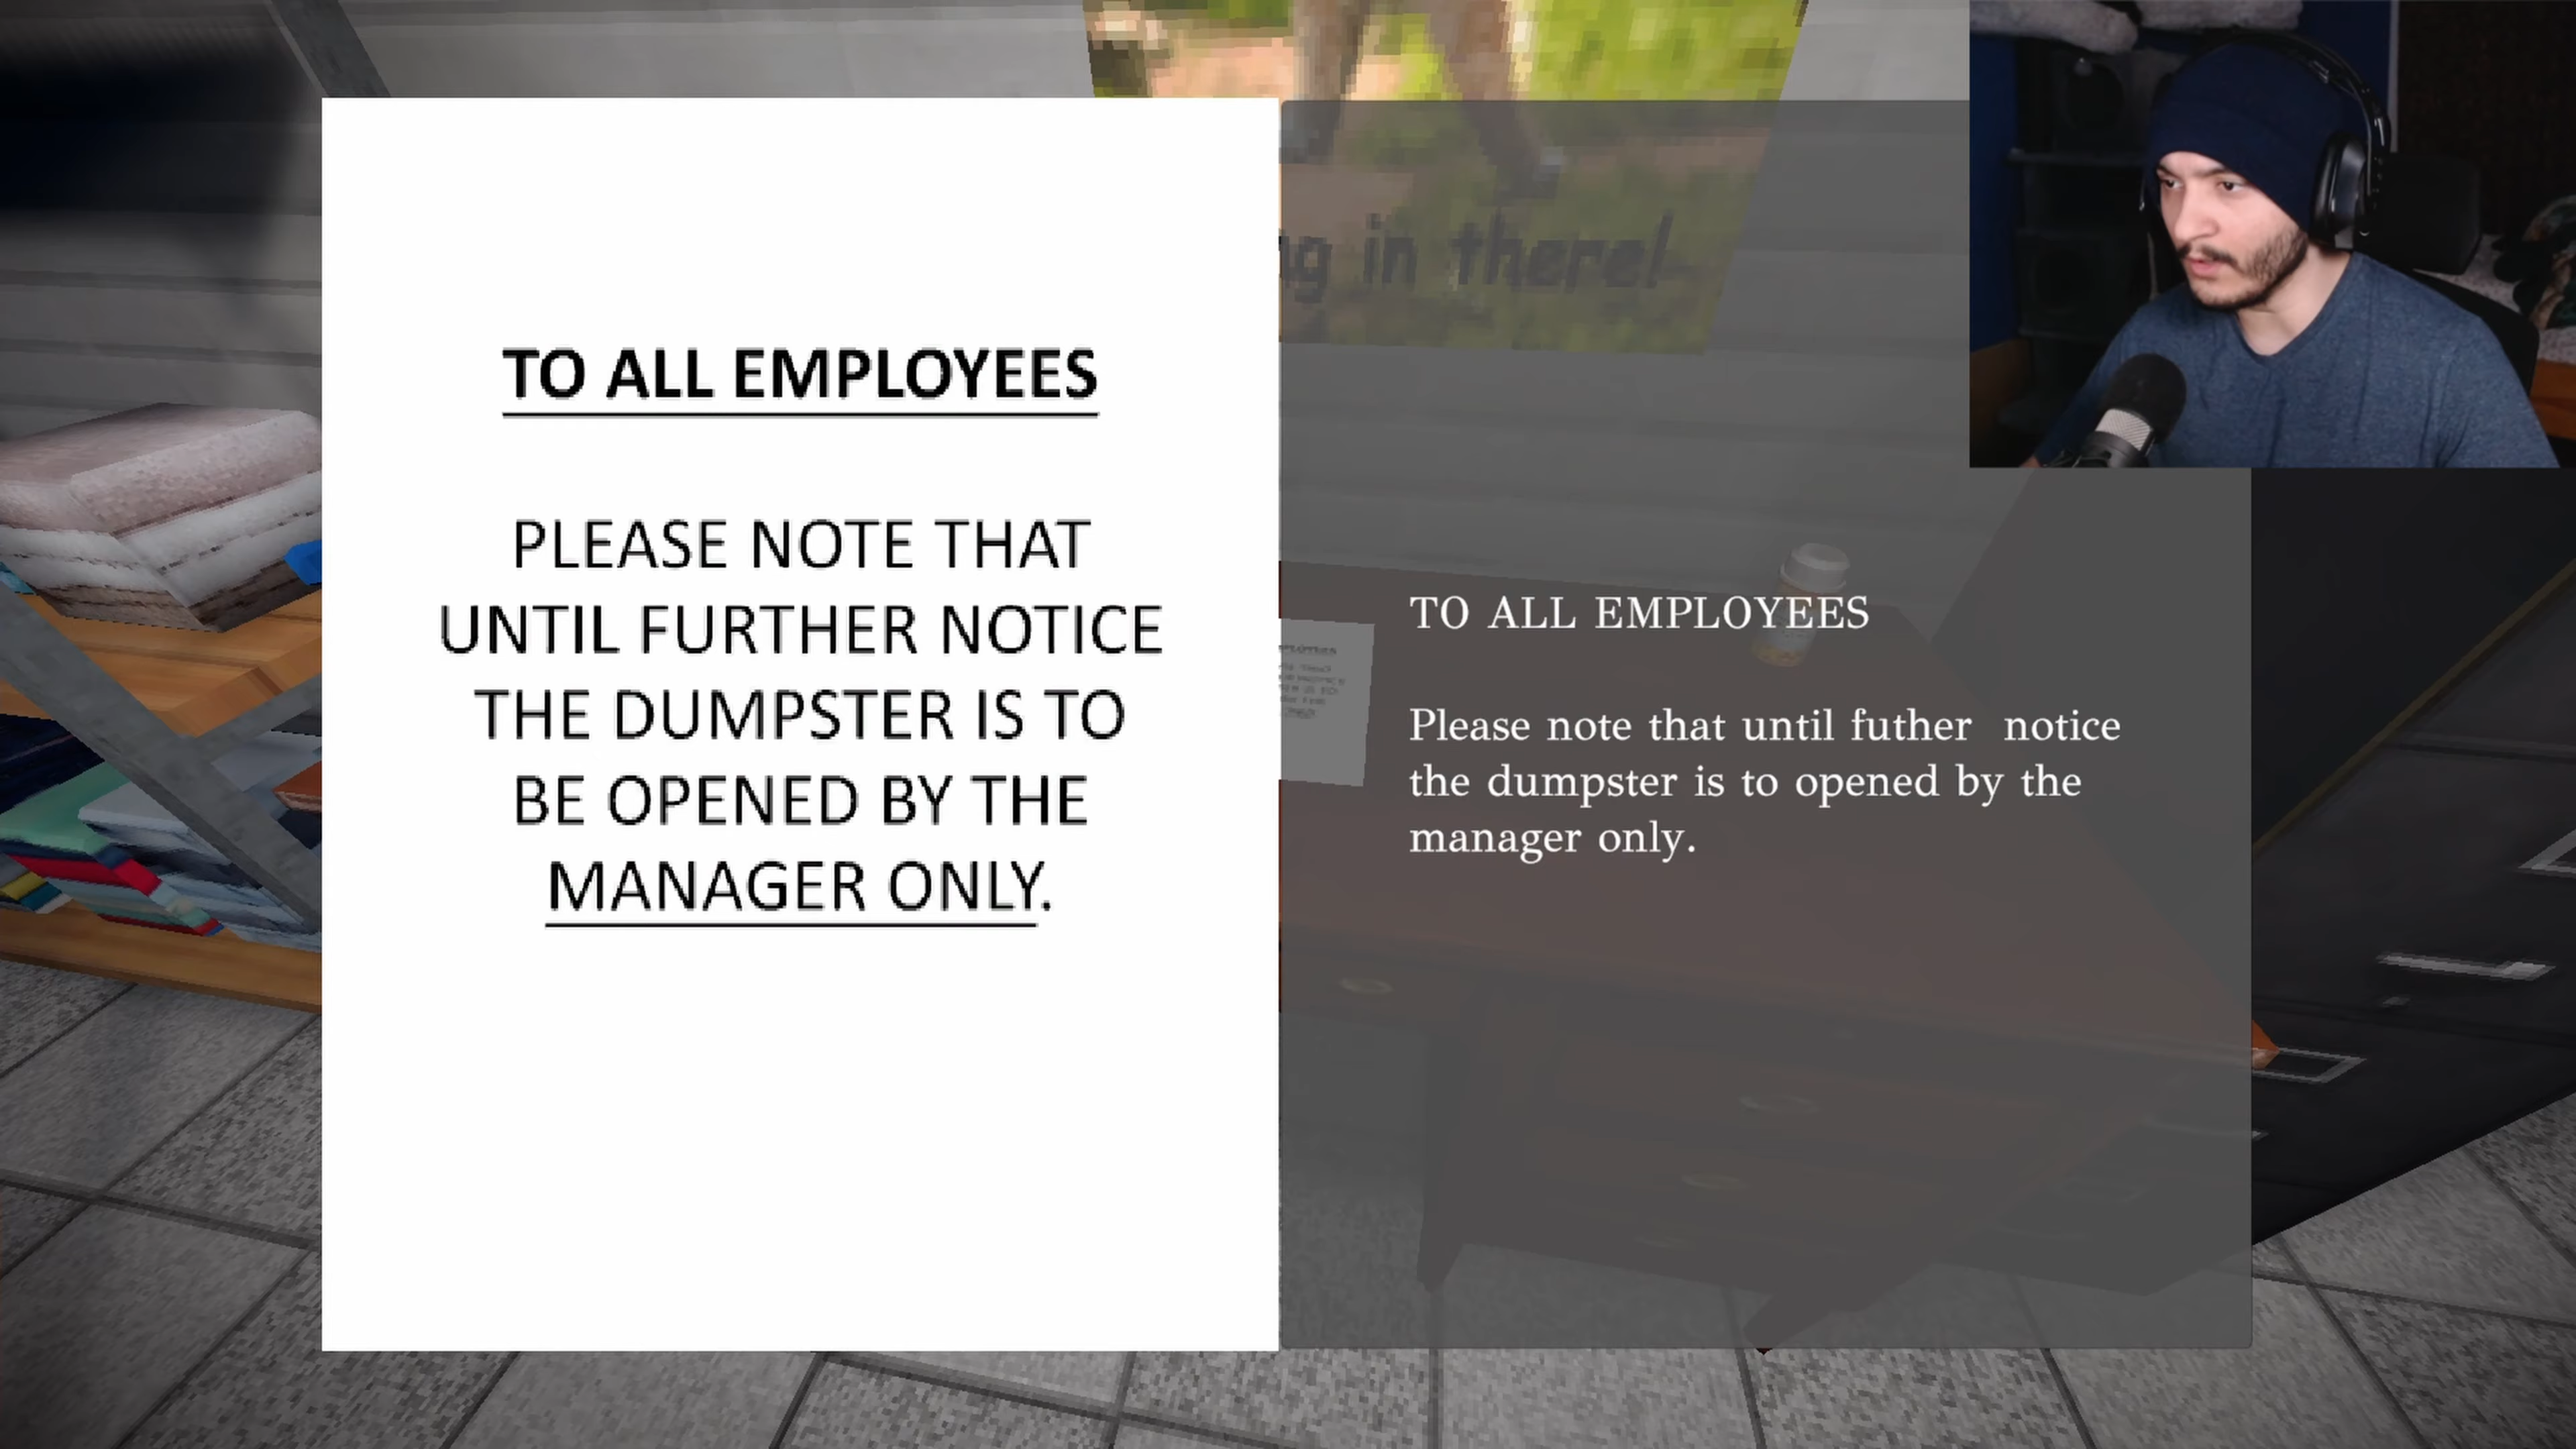 TO ALL EMPLOYEES
PLEASE NOTE THAT
UNTIL FURTHER NOTICE
THE DUMPSTER IS TO
BE OPENED BY THE
MANAGER ONLY.
in there!
TO ALL EMPLOYEES
Please note that until futher notice
the dumpster is to opened by the
manager only.